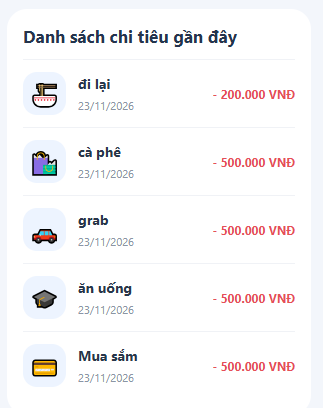 Danh sách chi tiêu gần đây
đi lại
23/11/2026
- 200.000 VNĐ
cà phê
23/11/2026
- 500.000 VNĐ
grab
23/11/2026
- 500.000 VNĐ
ăn uống
23/11/2026
- 500.000 VNĐ
Mua sắm
23/11/2026
- 500.000 VNĐ